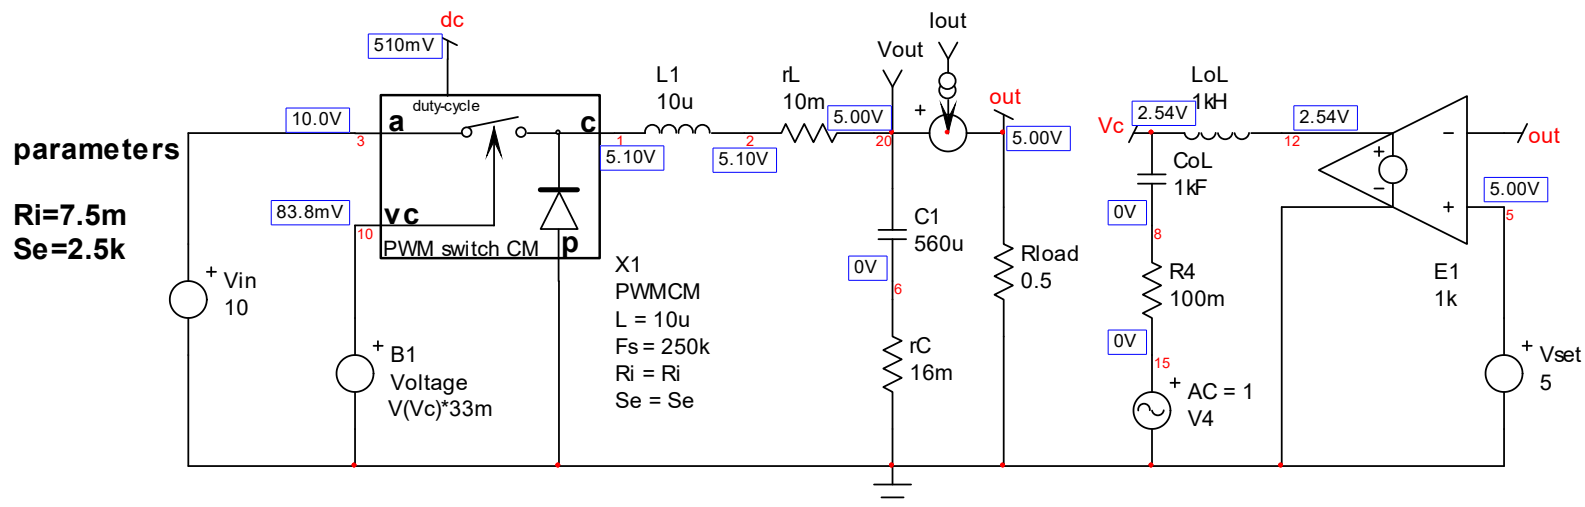 dc
510mV
Iout
Vout
L1
10u
rL
10m
LoL
1kH
duty-cycle
10.0V
a
c
3
1
5.10V
2
5.10V
5.00V
20
+
out
5.00V
Vc
2.54V
2.54V
12
out
parameters
Ri=7.5m
Se=2.5k
83.8mV
vc
10
PWM switch CM
p
C1
560u
0V
6
CoL
1kF
0V
8
+
−
−
+
5.00V
5
+
Vin
10
X1
PWMCM
L = 10u
Fs = 250k
Ri = Ri
Se = Se
Rload
0.5
R4
100m
E1
1k
+
B1
Voltage
V(Vc)*33m
rC
16m
0V
15
+
AC = 1
V4
+
Vset
5